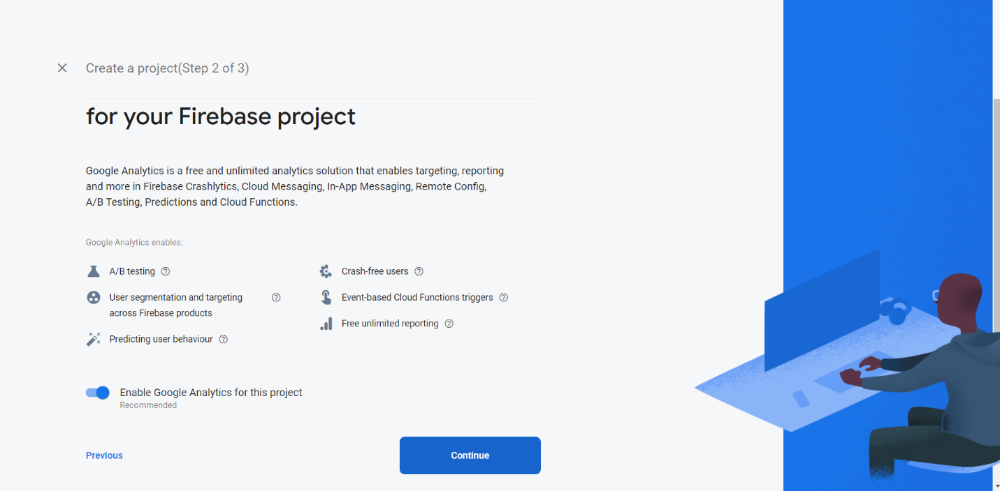 Create a project(Step 2 of 3)
for your Firebase project
Google Analytics is a free and unlimited analytics solution that enables targeting, reporting
and more in Firebase Crashlytics, Cloud Messaging, In-App Messaging, Remote Config,
A/B Testing, Predictions and Cloud Functions.
Google Analytics enables:
A/B testing
User segmentation and targeting
across Firebase products
Predicting user behaviour
Crash-free users
Event-based Cloud Functions triggers
Free unlimited reporting
Enable Google Analytics for this project
Recommended
Previous
Continue